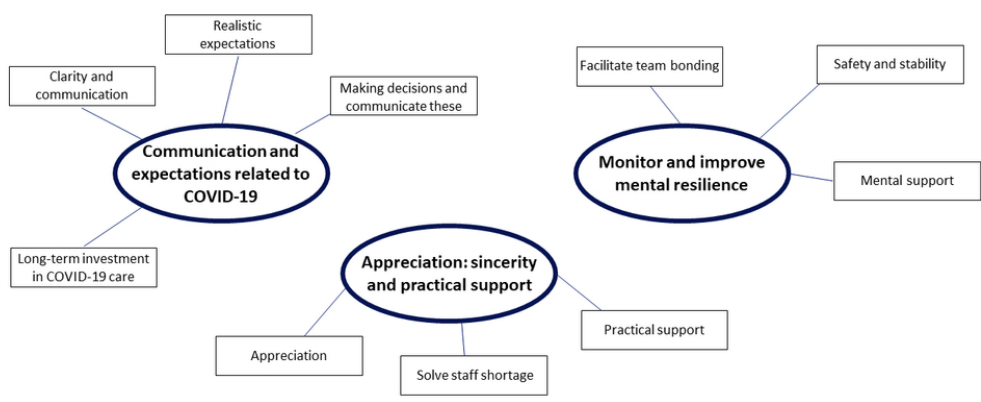 Realistic
expectations
Clarity and
communication
Making decisions and
communicate these
Communication and
expectations related to
COVID-19
Long-term investment
in COVID-19 care
Facilitate team bonding
Safety and stability
Monitor and improve
mental resilience
Mental support
Appreciation: sincerity
and practical support
Appreciation
Solve staff shortage
Practical support